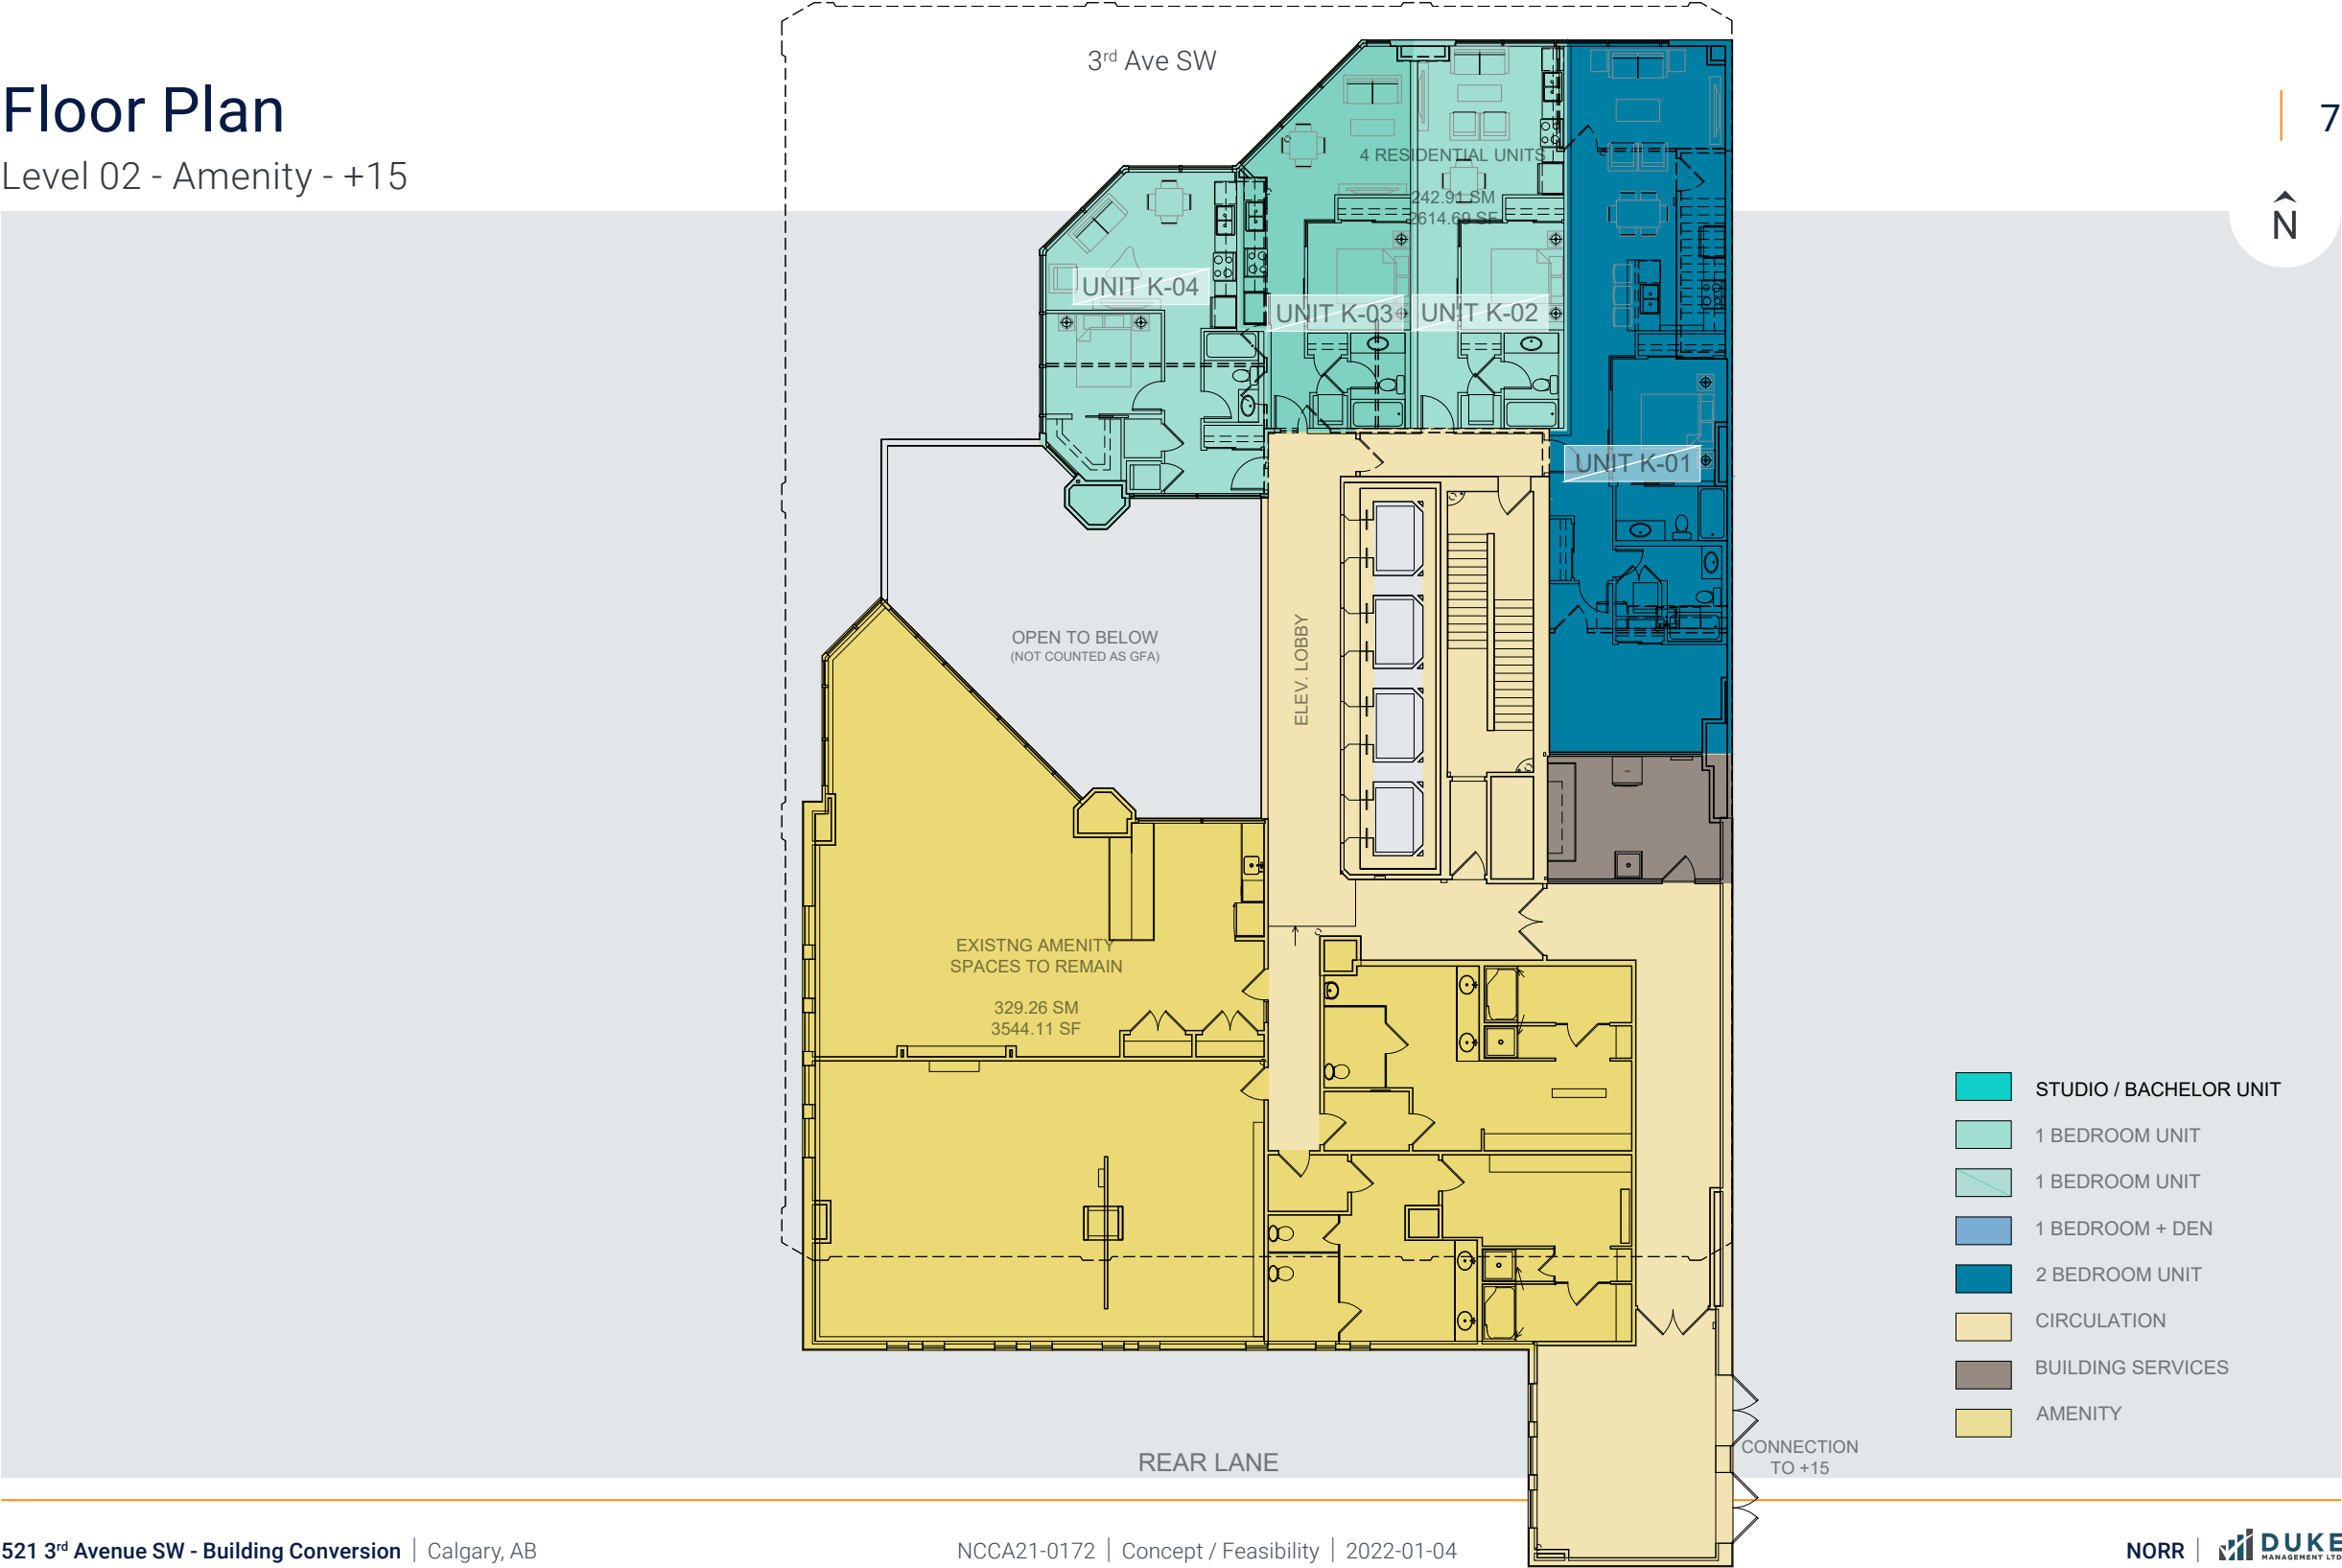 Floor Plan
Level 02 - Amenity - +15
7
N
3rd Ave SW
4 RESIDENTIAL UNITS
242.91 SM
2614.69 SF
UNIT K-04
UNIT K-03
UNIT K-02
UNIT K-01
OPEN TO BELOW
(NOT COUNTED AS GFA)
ELEV. LOBBY
EXISTNG AMENITY
SPACES TO REMAIN
329.26 SM
3544.11 SF
STUDIO / BACHELOR UNIT
1 BEDROOM UNIT
1 BEDROOM UNIT
1 BEDROOM + DEN
2 BEDROOM UNIT
CIRCULATION
BUILDING SERVICES
AMENITY
CONNECTION
TO +15
REAR LANE
521 3rd Avenue SW - Building Conversion | Calgary, AB
NCCA21-0172 | Concept / Feasibility | 2022-01-04
NORR | DUKE
MANAGEMENT LTD